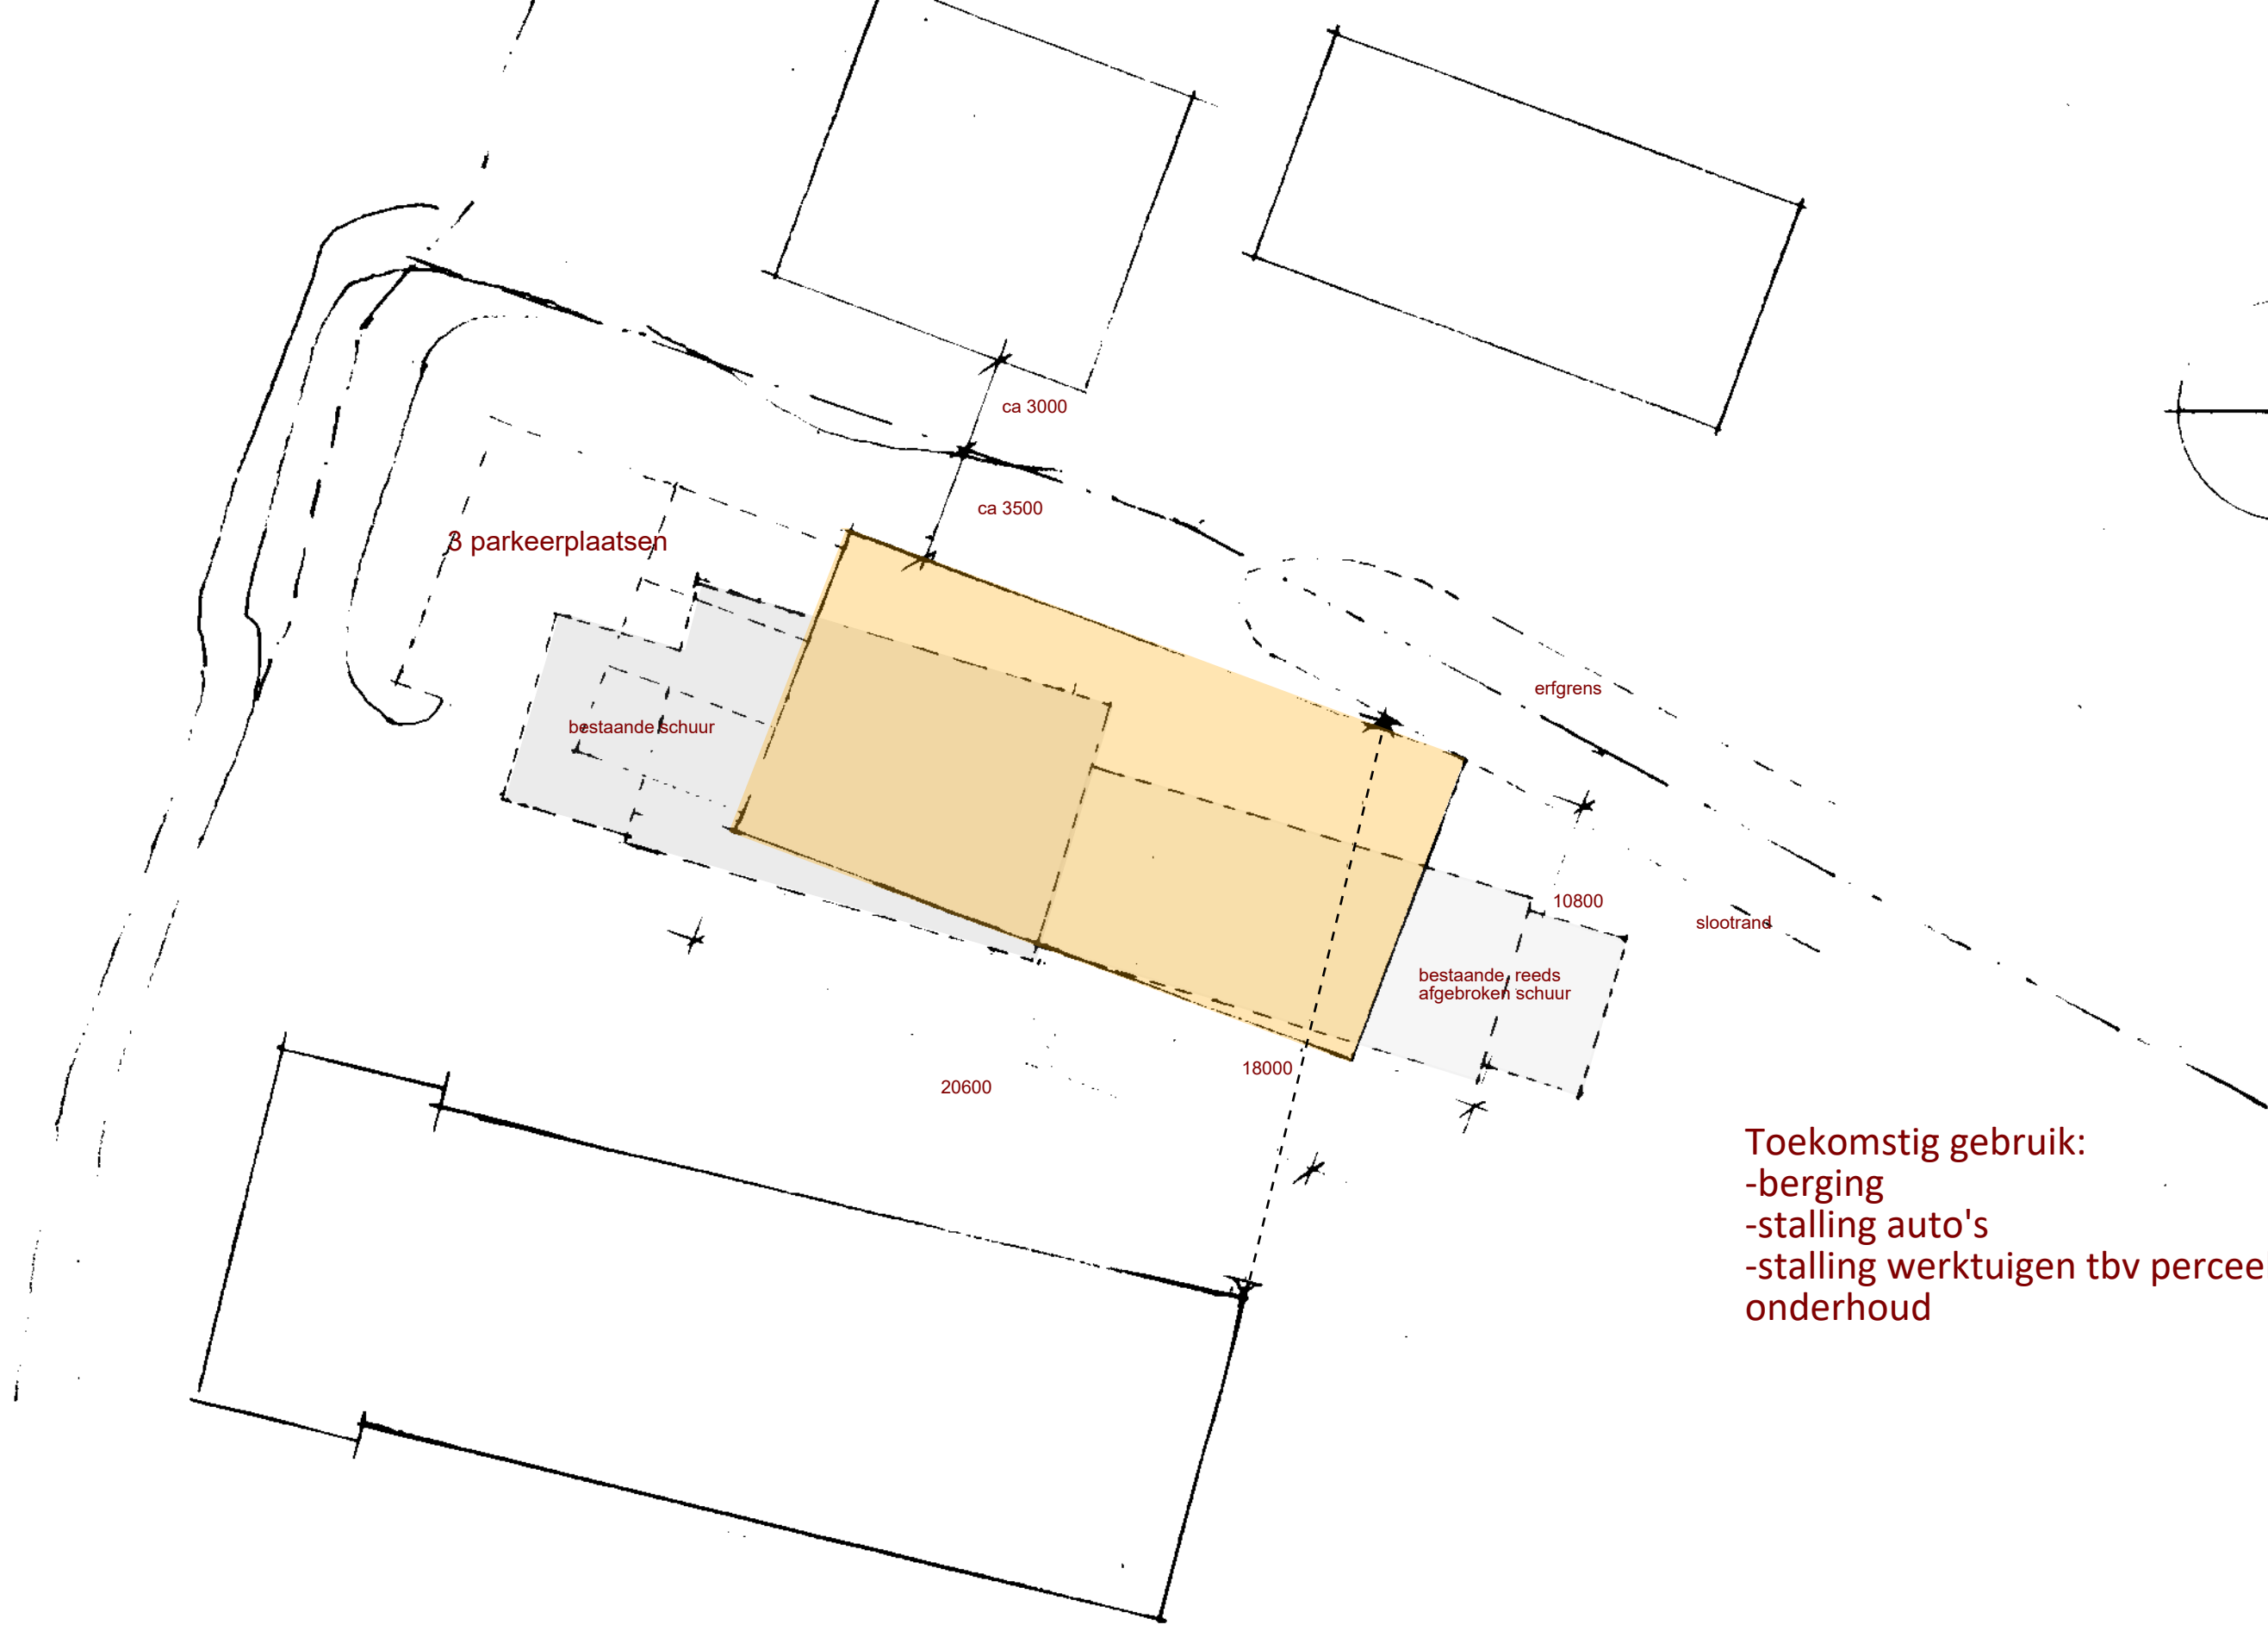 ca 3000
ca 3500
3 parkeerplaatsen
erfgrens
bestaande schuur
10800
slootrand
bestaande, reeds
afgebroken schuur
18000
20600
Toekomstig gebruik:
-berging
-stalling auto's
-stalling werktuigen tbv percee
onderhoud